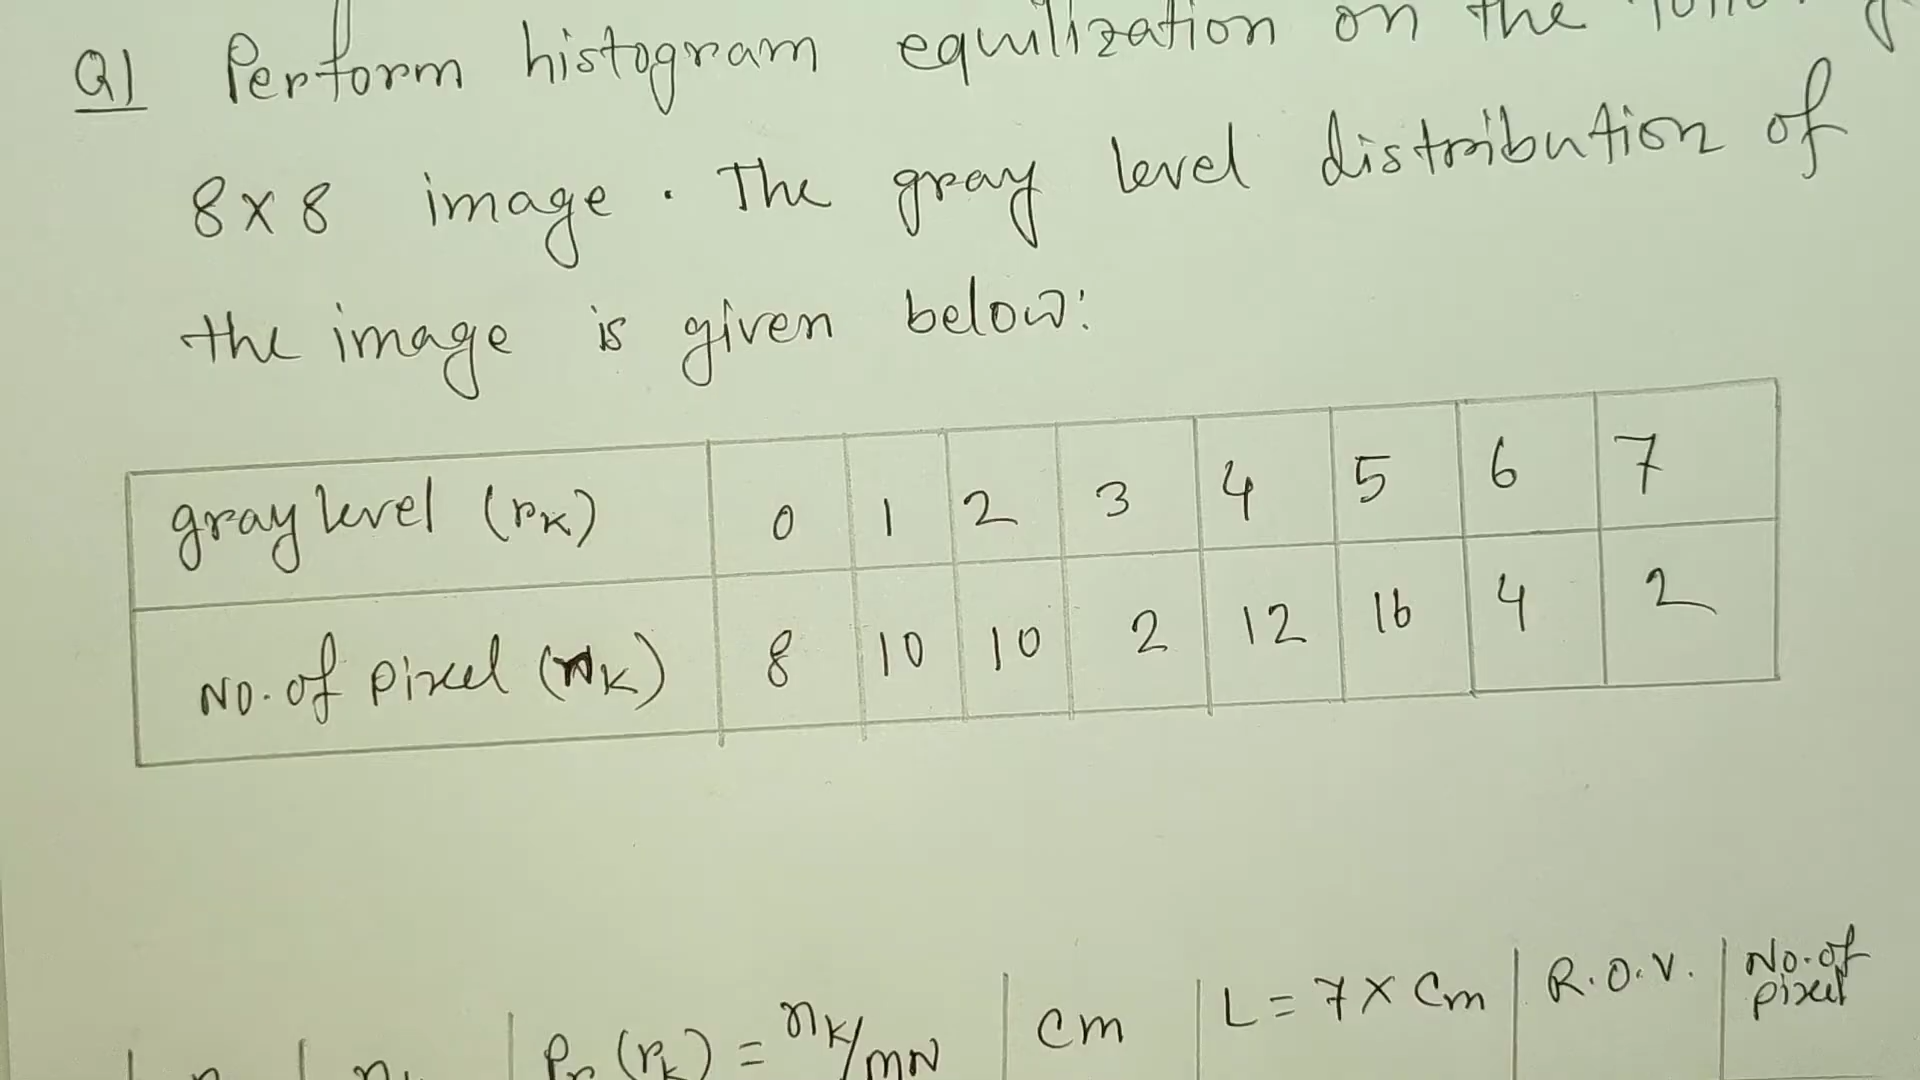 Q1 Perform histogram equilization on the
8x8 image. The gray level distribution of
the image is given below:
gray level (rK) 0 1 2 3 4 5 6 7
No. of pixel (nK) 8 10 10 2 12 16 4 2
Pr (rk) = nK/mN cm L = 7 x Cm R.O.V. No. of pixel